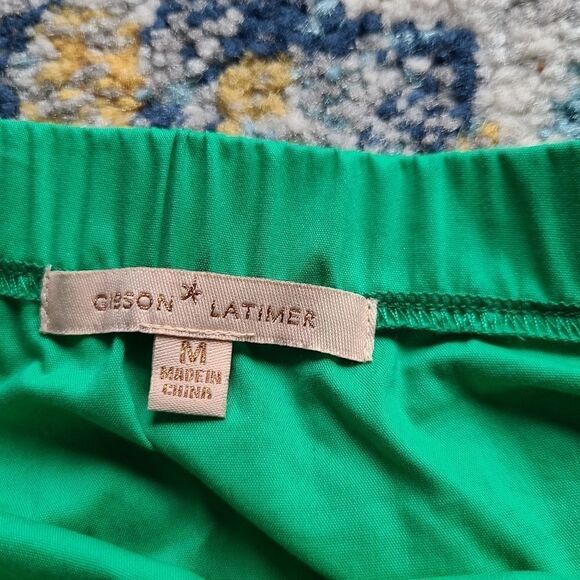 GIBSON * LATIMER
M
MADE IN
CHINA